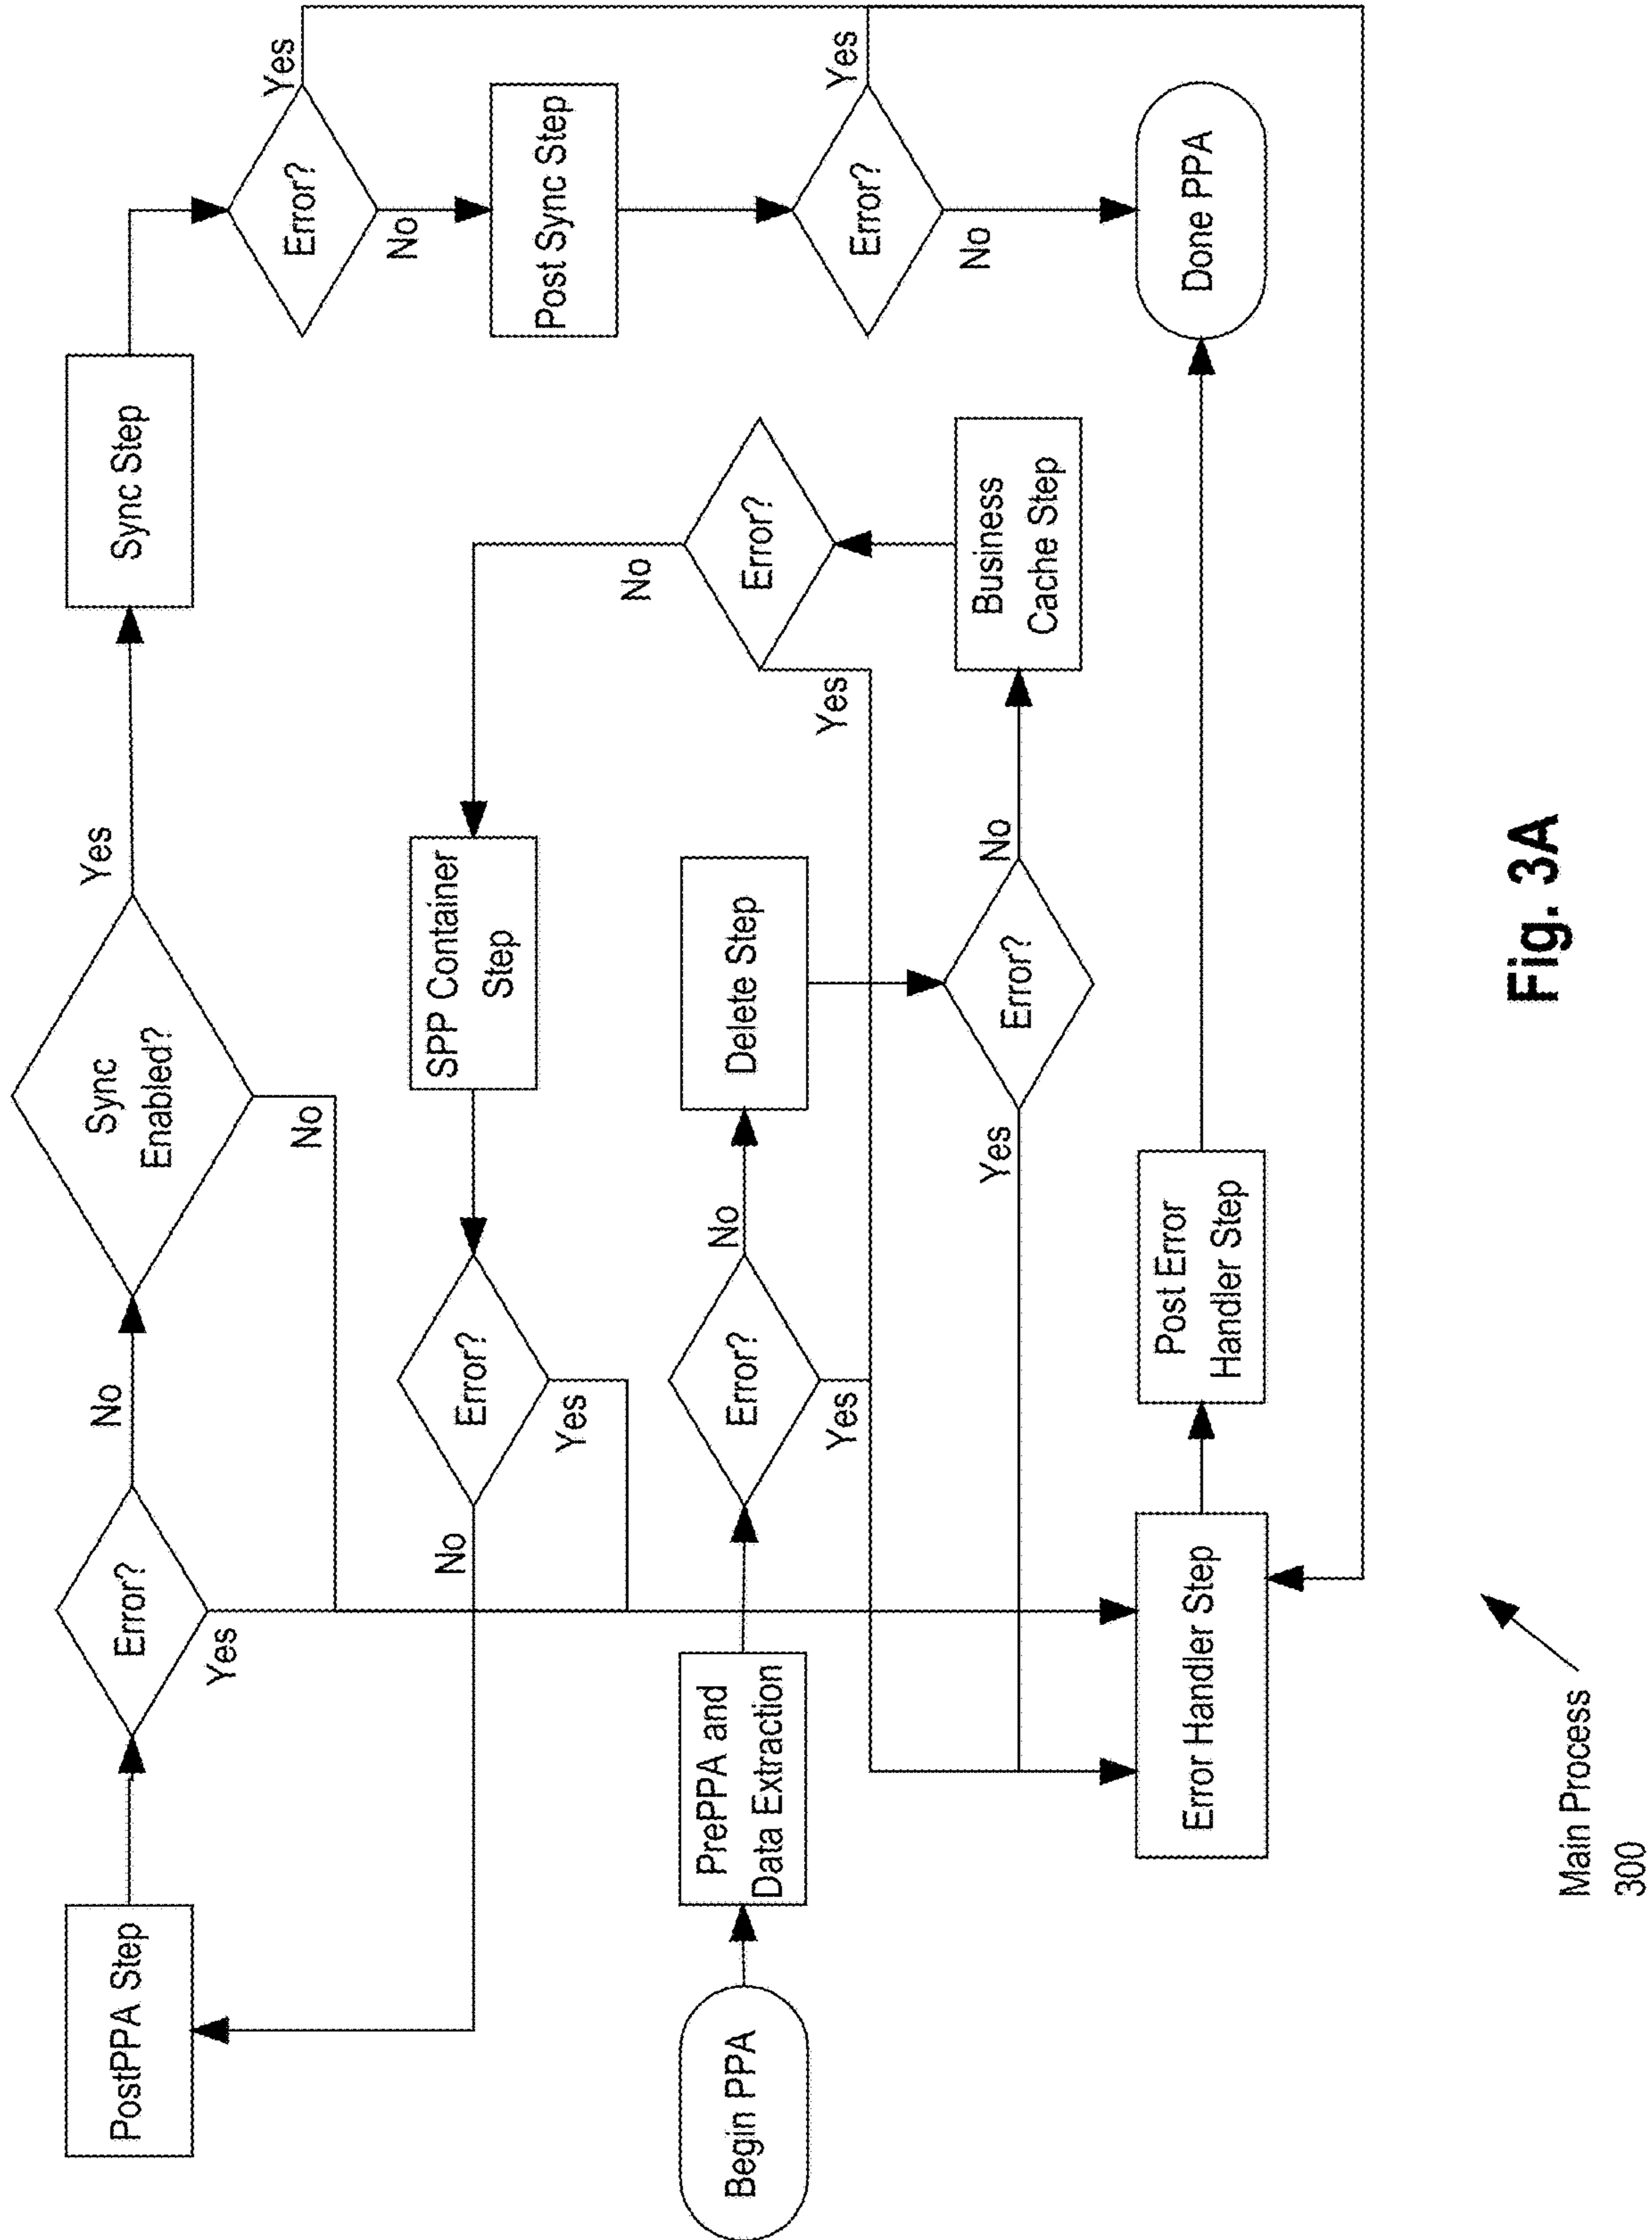 PostPPA Step
Error?
Yes
No
Sync
Enabled?
No
Yes
Sync Step
Error?
Yes
No
Post Sync Step
Error?
Yes
No
Done PPA
SPP Container
Step
Error?
No
Yes
Error?
No
Yes
Business
Cache Step
Begin PPA
PrePPA and
Data Extraction
Error?
No
Yes
Delete Step
Error?
Yes
No
Error Handler Step
Post Error
Handler Step
Main Process
300
Fig. 3A